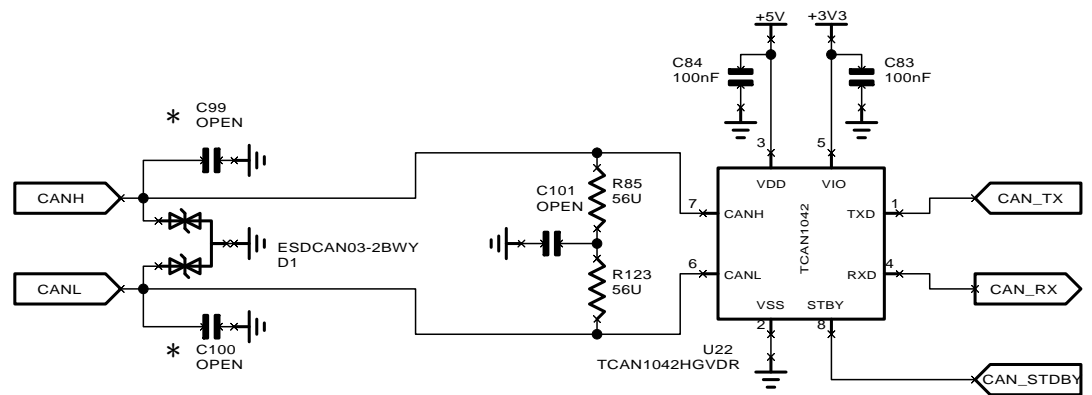 +5V
+3V3
C84
100nF
C83
100nF
* C99
OPEN
3
5
CANH
C101
OPEN
R85
56U
VDD
VIO
7
CANH
TXD
1
CAN_TX
TCAN1042
ESDCAN03-2BWY
D1
CANL
R123
56U
6
CANL
RXD
4
CAN_RX
VSS
STBY
* C100
OPEN
2
8
U22
TCAN1042HGVDR
CAN_STDBY